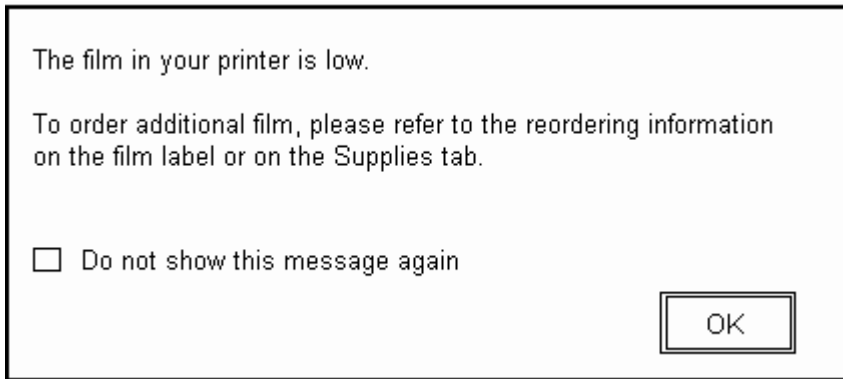 The film in your printer is low.
To order additional film, please refer to the reordering information
on the film label or on the Supplies tab.
Do not show this message again
OK